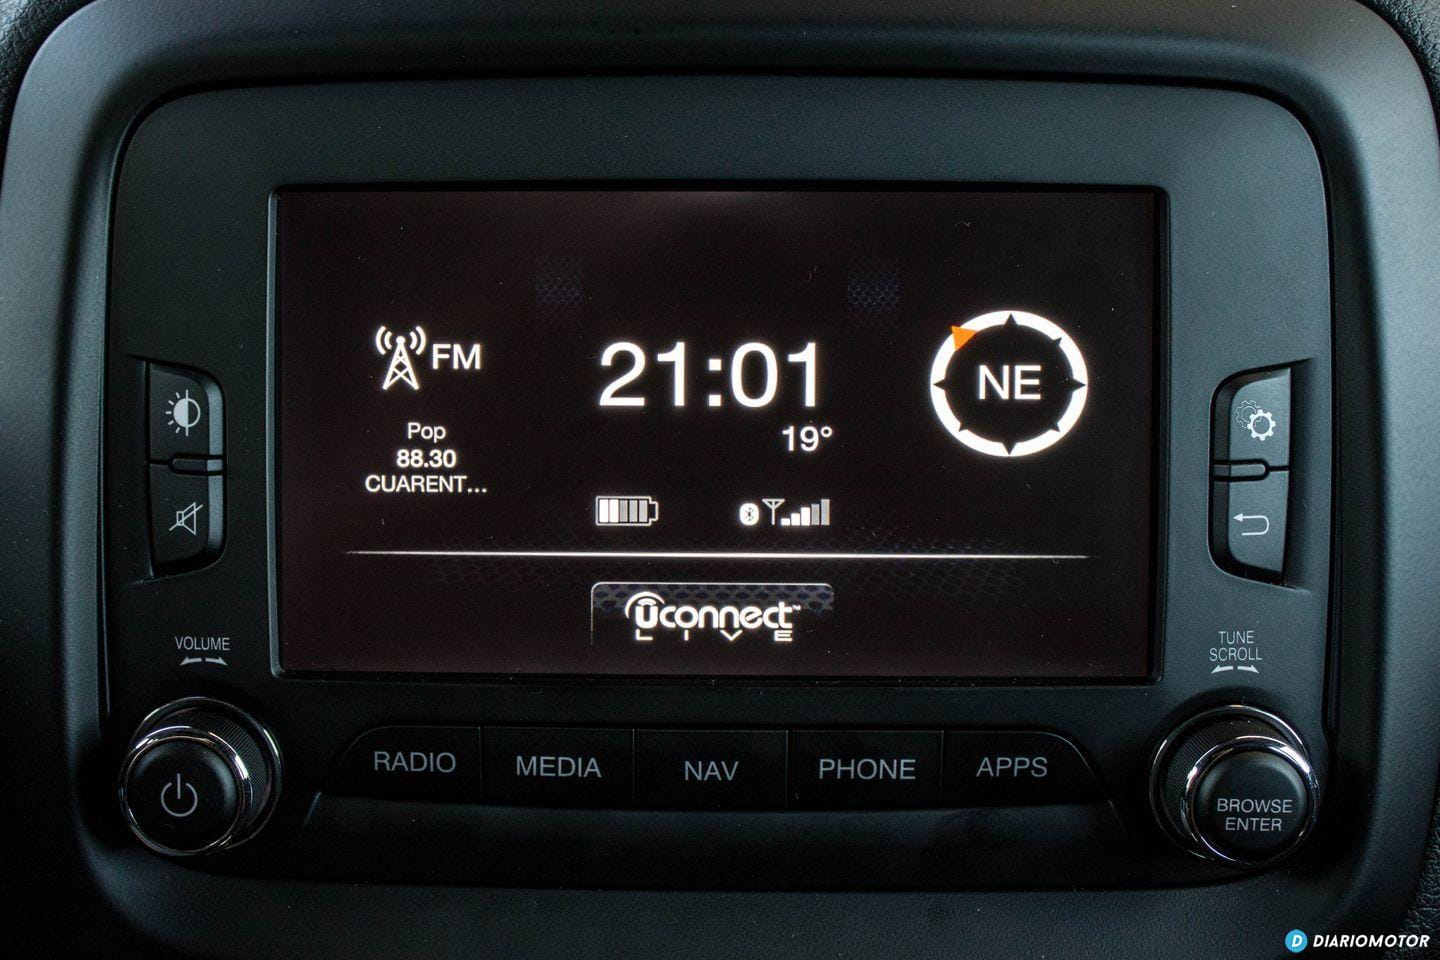 FM
Pop
88.30
CUARENT...
21:01
19°
NE
uconnect™
LIVE
VOLUME
TUNE
SCROLL
RADIO
MEDIA
NAV
PHONE
APPS
BROWSE
ENTER
D DIARIOMOTOR